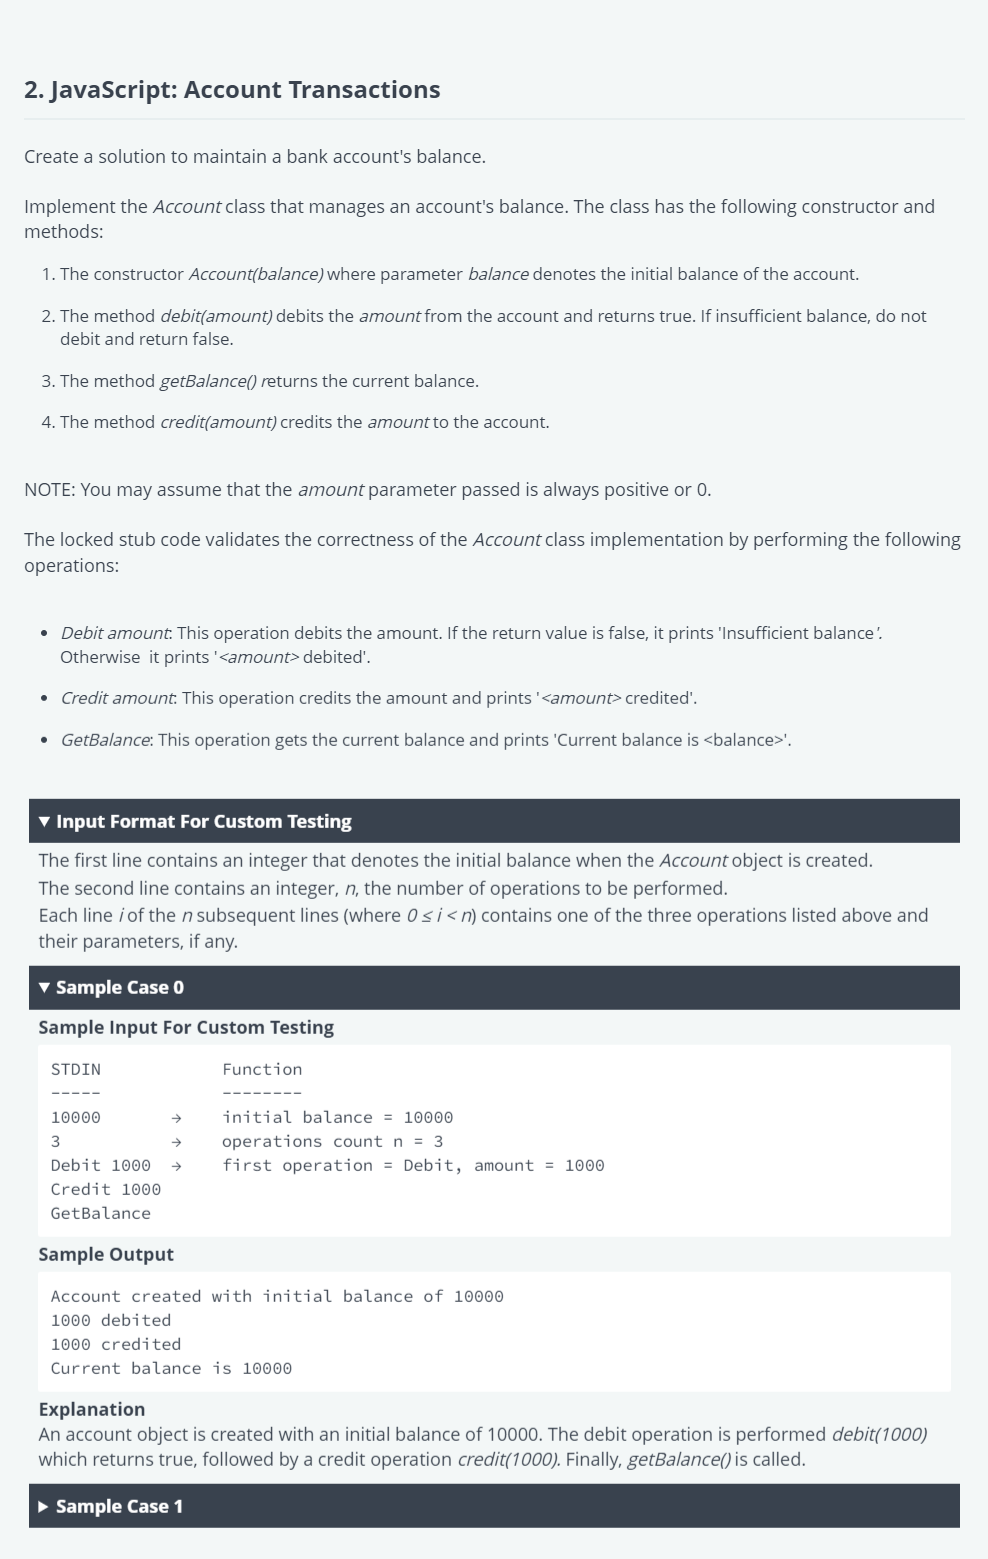 2. JavaScript: Account Transactions
Create a solution to maintain a bank account's balance.
Implement the Account class that manages an account's balance. The class has the following constructor and
methods:
1. The constructor Account(balance) where parameter balance denotes the initial balance of the account.
2. The method debit(amount) debits the amount from the account and returns true. If insufficient balance, do not
debit and return false.
3. The method getBalance() returns the current balance.
4. The method credit(amount) credits the amount to the account.
NOTE: You may assume that the amount parameter passed is always positive or 0.
The locked stub code validates the correctness of the Account class implementation by performing the following
operations:
• Debit amount: This operation debits the amount. If the return value is false, it prints 'Insufficient balance'.
Otherwise  it prints '<amount> debited'.
• Credit amount: This operation credits the amount and prints '<amount> credited'.
• GetBalance: This operation gets the current balance and prints 'Current balance is <balance>'.
▼ Input Format For Custom Testing
The first line contains an integer that denotes the initial balance when the Account object is created.
The second line contains an integer, n, the number of operations to be performed.
Each line i of the n subsequent lines (where 0 ≤ i < n) contains one of the three operations listed above and
their parameters, if any.
▼ Sample Case 0
Sample Input For Custom Testing
STDIN            Function
-----            --------
10000       →    initial balance = 10000
3           →    operations count n = 3
Debit 1000  →    first operation = Debit, amount = 1000
Credit 1000
GetBalance
Sample Output
Account created with initial balance of 10000
1000 debited
1000 credited
Current balance is 10000
Explanation
An account object is created with an initial balance of 10000. The debit operation is performed debit(1000)
which returns true, followed by a credit operation credit(1000). Finally, getBalance() is called.
▶ Sample Case 1